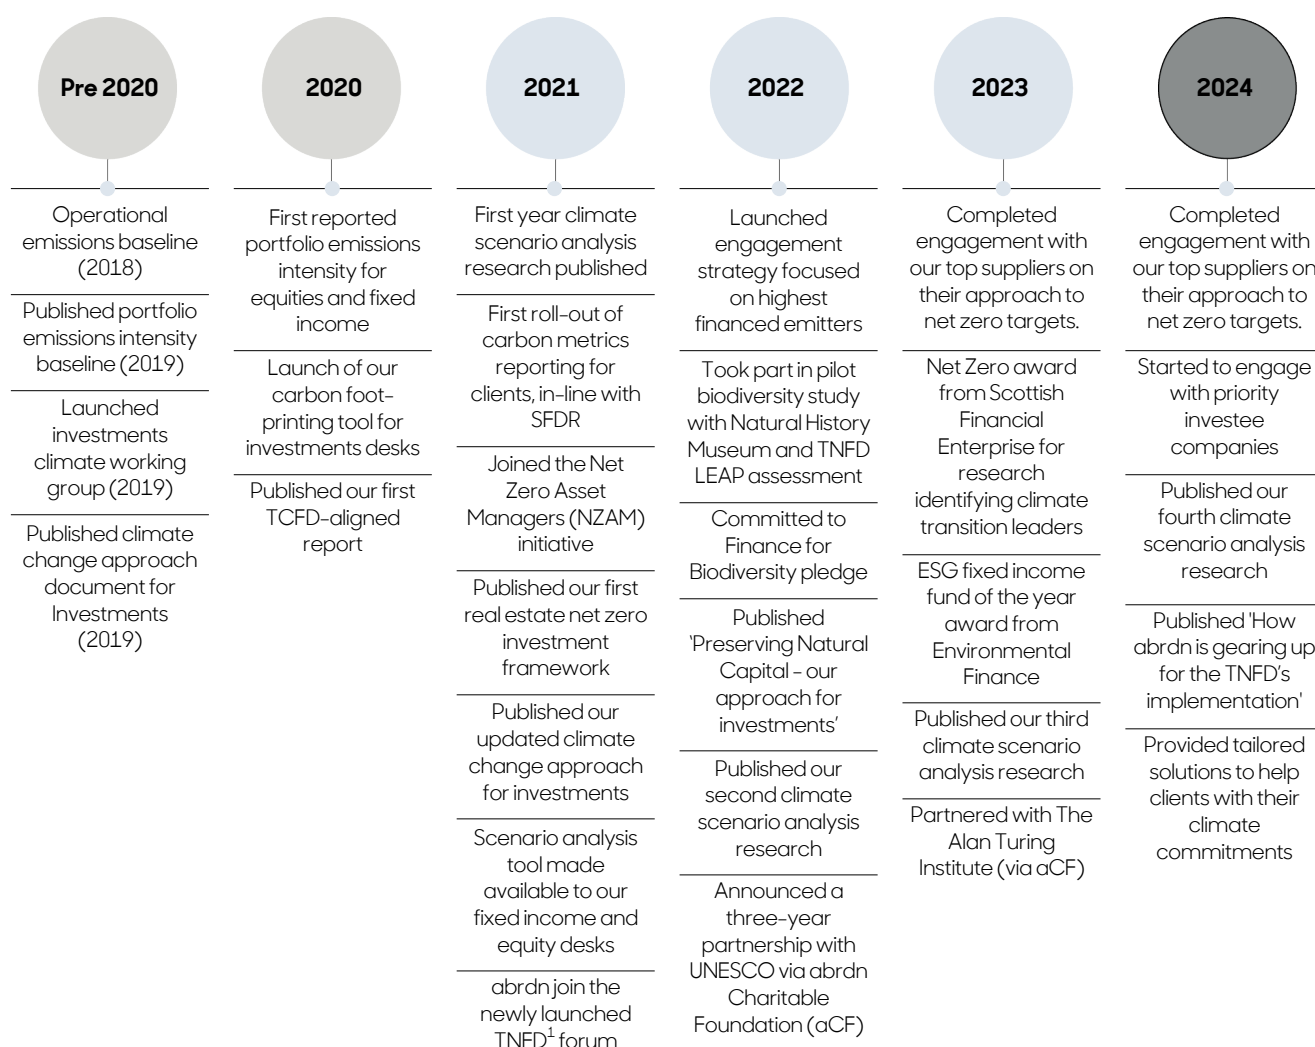 Pre 2020
Operational
emissions baseline
(2018)
Published portfolio
emissions intensity
baseline (2019)
Launched
investments
climate working
group (2019)
Published climate
change approach
document for
Investments
(2019)
2020
First reported
portfolio emissions
intensity for
equities and fixed
income
Launch of our
carbon foot-
printing tool for
investments desks
Published our first
TCFD-aligned
report
2021
First year climate
scenario analysis
research published
First roll-out of
carbon metrics
reporting for
clients, in-line with
SFDR
Joined the Net
Zero Asset
Managers (NZAM)
initiative
Published our first
real estate net zero
investment
framework
Published our
updated climate
change approach
for investments
Scenario analysis
tool made
available to our
fixed income and
equity desks
abrdn join the
newly launched
TNFD¹ forum
2022
Launched
engagement
strategy focused
on highest
financed emitters
Took part in pilot
biodiversity study
with Natural History
Museum and TNFD
LEAP assessment
Committed to
Finance for
Biodiversity pledge
Published
‘Preserving Natural
Capital – our
approach for
investments’
Published our
second climate
scenario analysis
research
Announced a
three-year
partnership with
UNESCO via abrdn
Charitable
Foundation (aCF)
2023
Completed
engagement with
our top suppliers on
their approach to
net zero targets.
Net Zero award
from Scottish
Financial
Enterprise for
research
identifying climate
transition leaders
ESG fixed income
fund of the year
award from
Environmental
Finance
Published our third
climate scenario
analysis research
Partnered with The
Alan Turing
Institute (via aCF)
2024
Completed
engagement with
our top suppliers on
their approach to
net zero targets.
Started to engage
with priority
investee
companies
Published our
fourth climate
scenario analysis
research
Published 'How
abrdn is gearing up
for the TNFD’s
implementation'
Provided tailored
solutions to help
clients with their
climate
commitments